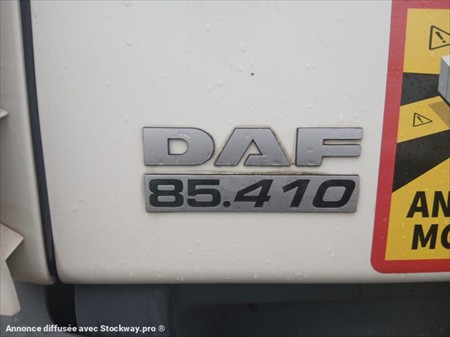 DAF
85.410
AN
MO
Annonce diffusée avec Stockway.pro ®